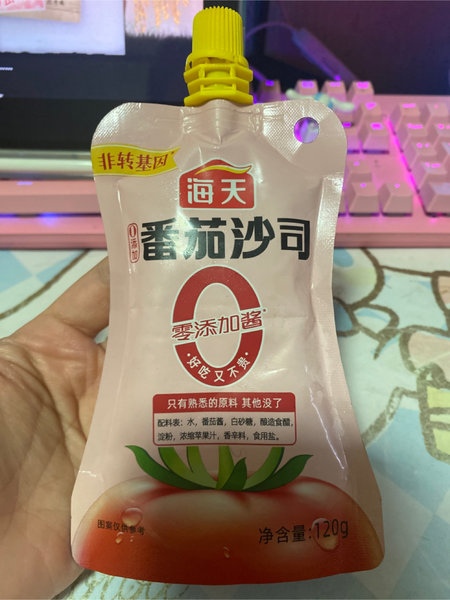 非转基因
海天
0添加
番茄沙司
0
零添加酱
好吃又不贵
只有熟悉的原料 其他没了
配料表：水，番茄酱，白砂糖，酿造食醋，
淀粉，浓缩苹果汁，香辛料，食用盐。
图案仅供参考
净含量：120g